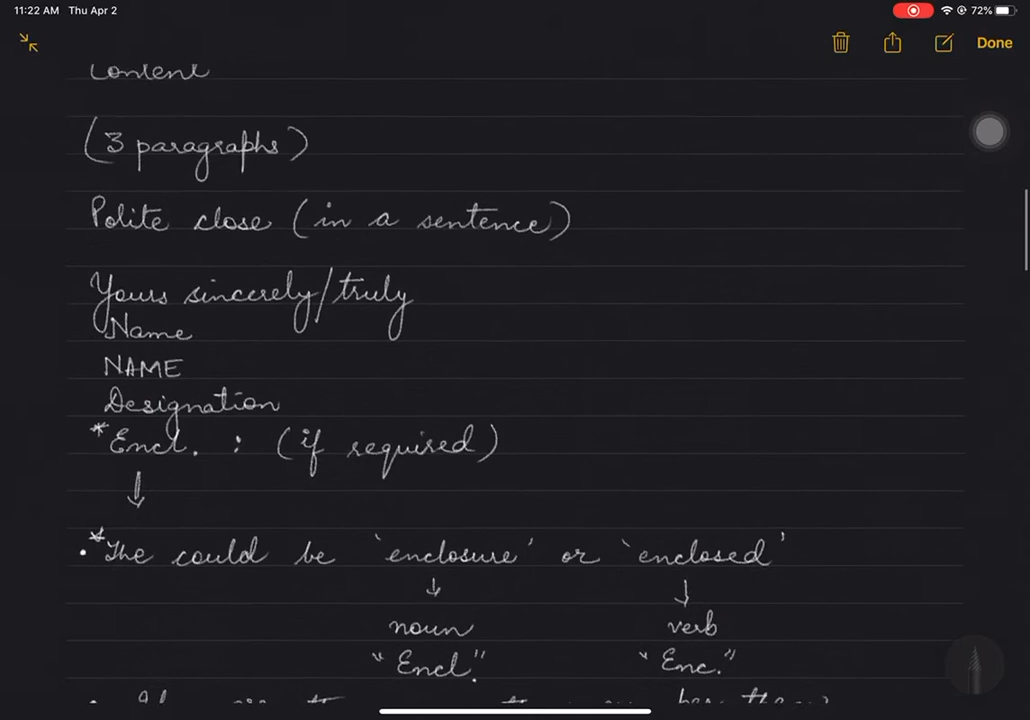 11:22 AM Thu Apr 2
72%
Done
Content
(3 paragraphs)
Polite close (in a sentence)
Yours sincerely/truly
Name
NAME
Designation
*Encl. : (if required)
↓
•*The could be 'enclosure' or 'enclosed'
↓ ↓
noun verb
"Encl." "Enc."